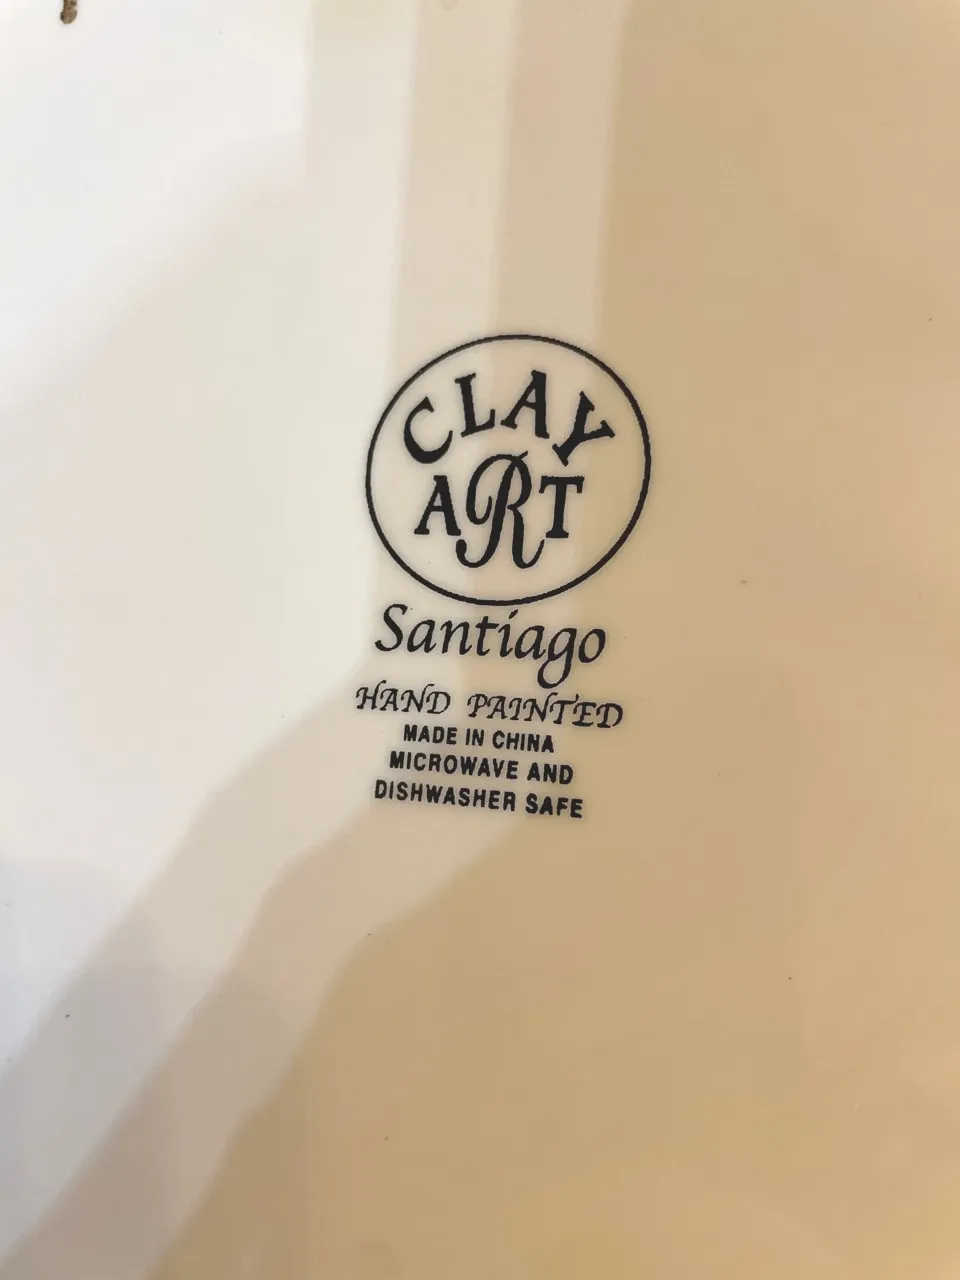 CLAY
ART
Santiago
HAND PAINTED
MADE IN CHINA
MICROWAVE AND
DISHWASHER SAFE